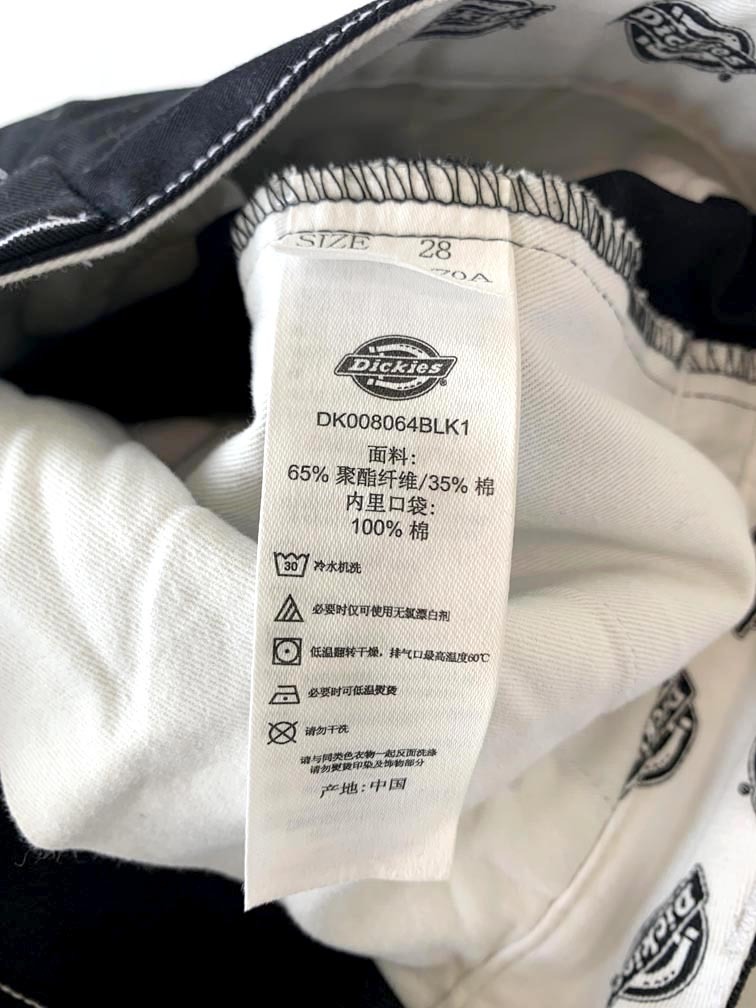 Dickies
SIZE 28
70A
Dickies
DK008064BLK1
面料:
65% 聚酯纤维/35% 棉
内里口袋:
100% 棉
30 冷水机洗
必要时仅可使用无氯漂白剂
低温翻转干燥，排气口最高温度60℃
必要时可低温熨烫
请勿干洗
请与同类色衣物一起反面洗涤
请勿熨烫印染及饰物部分
产地:中国
Dickies
Dickies